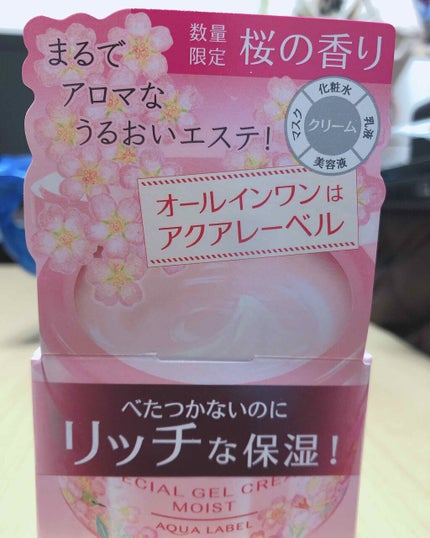 数量
限定
桜の香り
まるで
アロマな
うるおいエステ!
化粧水
乳液
美容液
マスク
クリーム
オールインワンは
アクアレーベル
べたつかないのに
リッチな保湿!
ECIAL GEL CREA
MOIST
AQUA LABEL